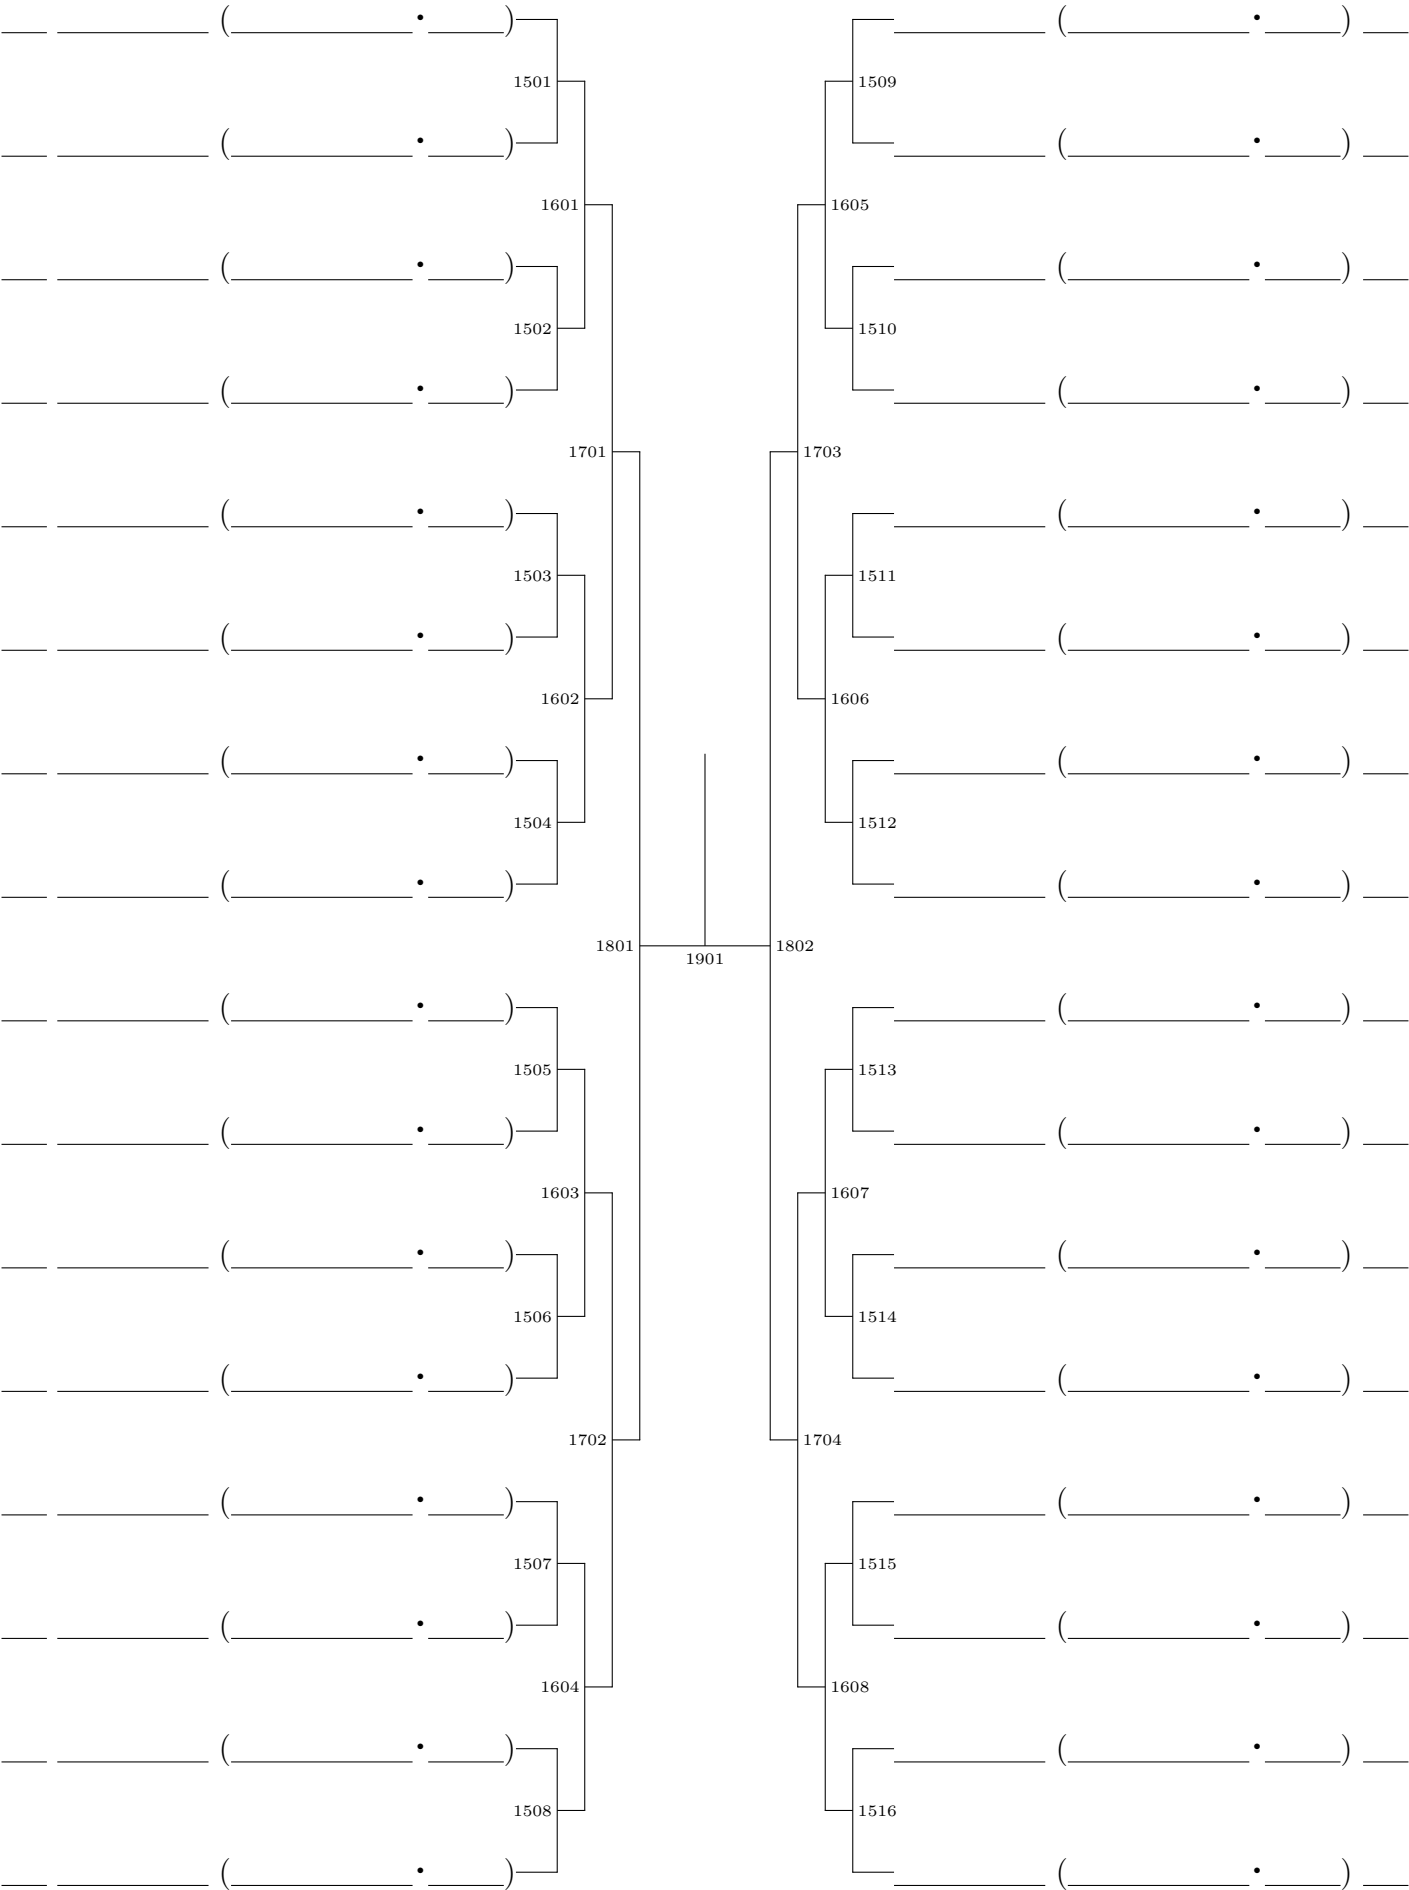 ( • ) ( • )
1501 1509
( • ) ( • )
1601 1605
( • ) ( • )
1502 1510
( • ) ( • )
1701 1703
( • ) ( • )
1503 1511
( • ) ( • )
1602 1606
( • ) ( • )
1504 1512
( • ) ( • )
1801 1802
1901
( • ) ( • )
1505 1513
( • ) ( • )
1603 1607
( • ) ( • )
1506 1514
( • ) ( • )
1702 1704
( • ) ( • )
1507 1515
( • ) ( • )
1604 1608
( • ) ( • )
1508 1516
( • ) ( • )